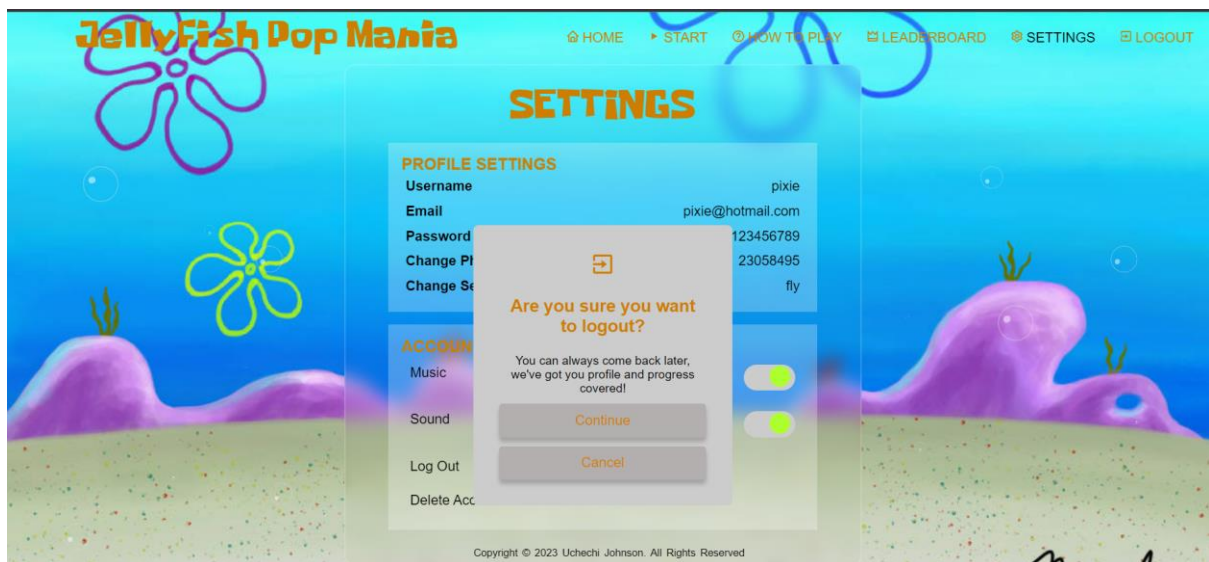 JellyFish Pop Mania
HOME START HOW TO PLAY LEADERBOARD SETTINGS LOGOUT
SETTINGS
PROFILE SETTINGS
Username pixie
Email pixie@hotmail.com
Password 123456789
Change 23058495
Change fly
Are you sure you want
to logout?
You can always come back later,
we've got you profile and progress
covered!
Continue
Cancel
Music
Sound
Log Out
Delete
Copyright © 2023 Uchechi Johnson. All Rights Reserved